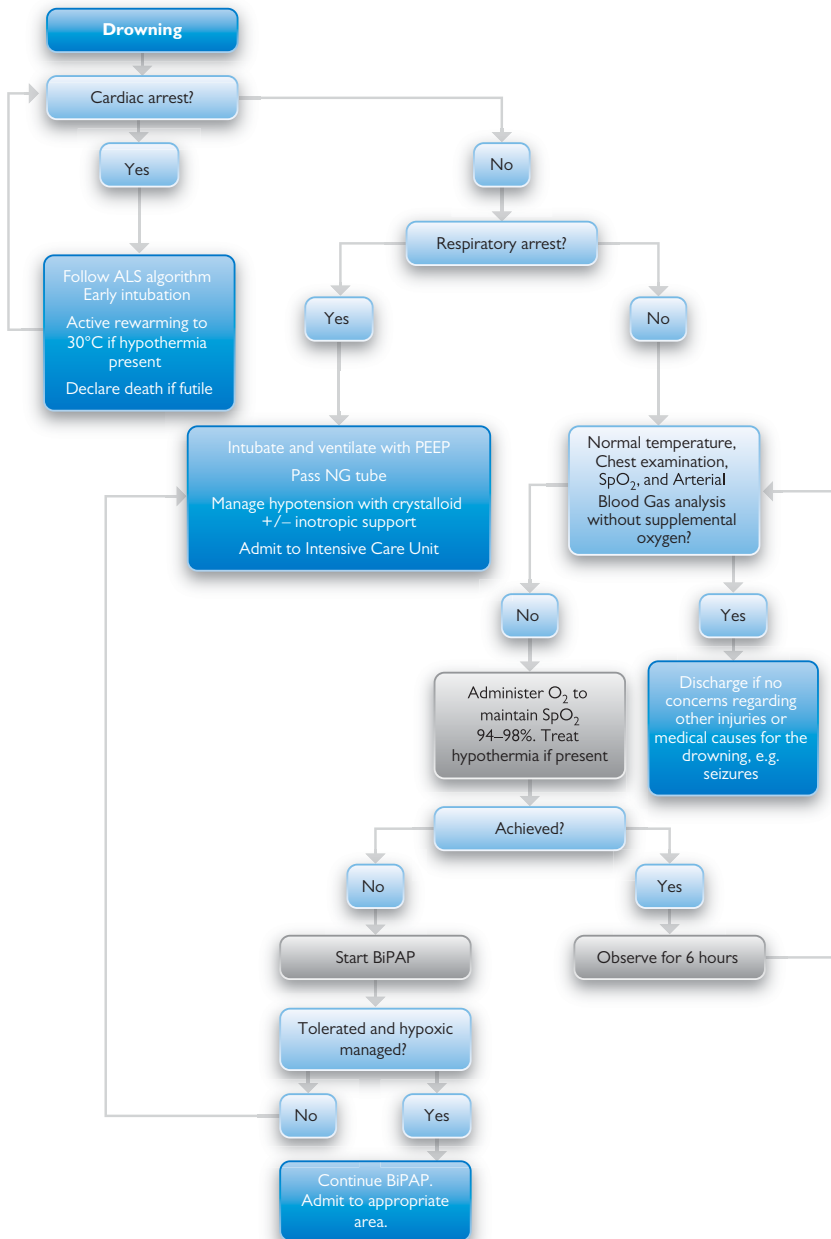 Drowning
Cardiac arrest?
Yes
No
Follow ALS algorithm
Early intubation
Active rewarming to
30°C if hypothermia
present
Declare death if futile
Respiratory arrest?
Yes
No
Intubate and ventilate with PEEP
Pass NG tube
Manage hypotension with crystalloid
+/– inotropic support
Admit to Intensive Care Unit
Normal temperature,
Chest examination,
SpO₂, and Arterial
Blood Gas analysis
without supplemental
oxygen?
No
Yes
Administer O₂ to
maintain SpO₂
94–98%. Treat
hypothermia if present
Discharge if no
concerns regarding
other injuries or
medical causes for the
drowning, e.g.
seizures
Achieved?
No
Yes
Start BiPAP
Observe for 6 hours
Tolerated and hypoxic
managed?
No
Yes
Continue BiPAP.
Admit to appropriate
area.